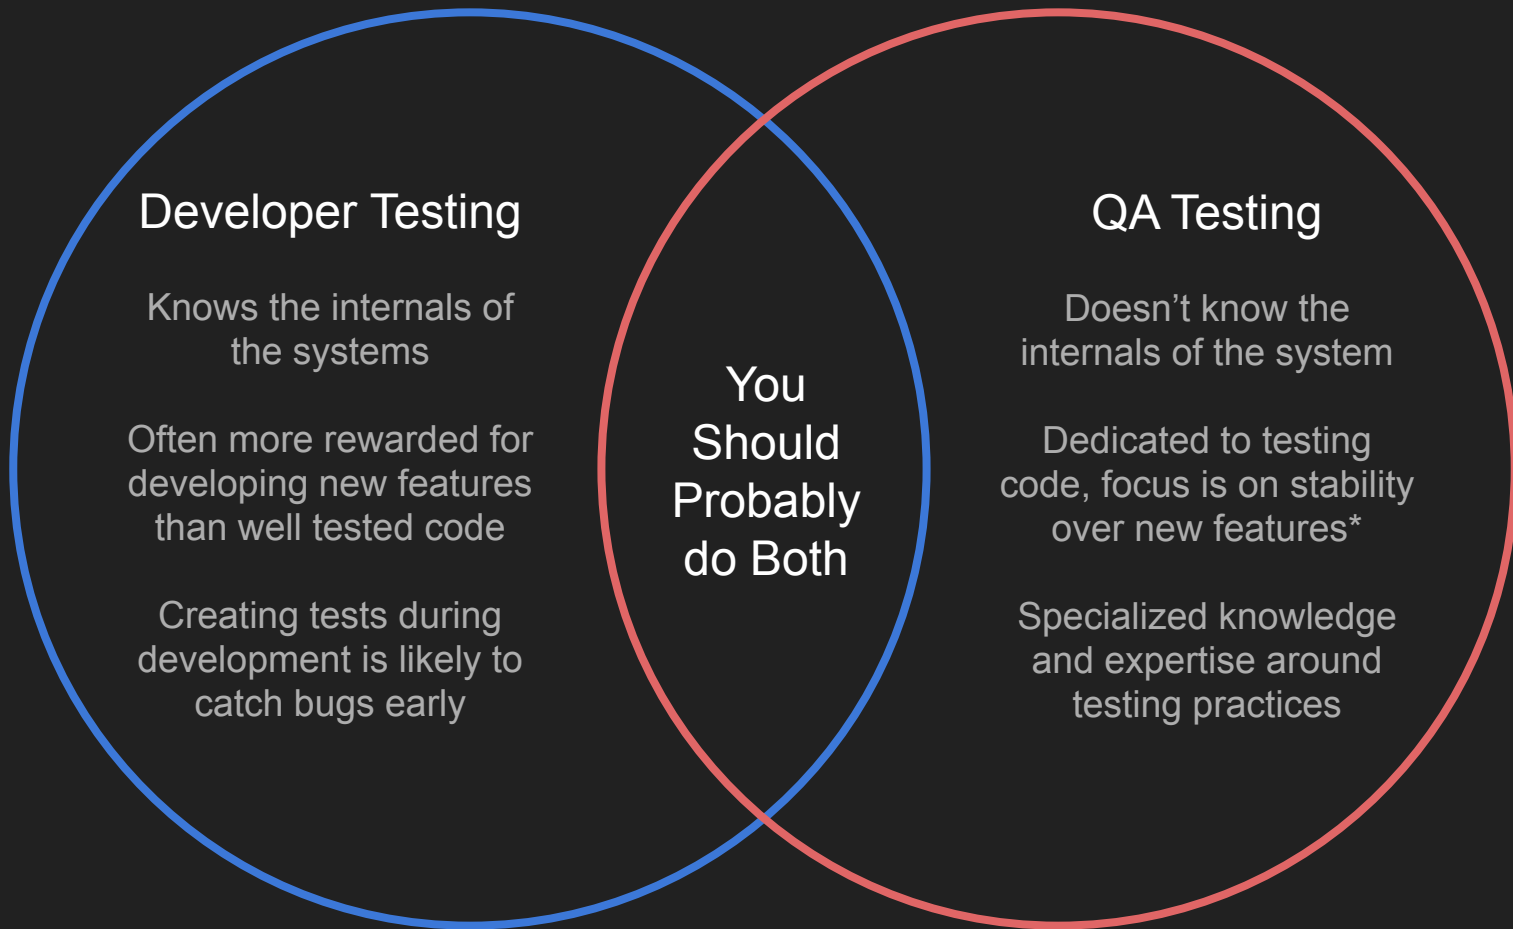 Developer Testing
Knows the internals of
the systems
Often more rewarded for
developing new features
than well tested code
Creating tests during
development is likely to
catch bugs early
You
Should
Probably
do Both
QA Testing
Doesn’t know the
internals of the system
Dedicated to testing
code, focus is on stability
over new features*
Specialized knowledge
and expertise around
testing practices